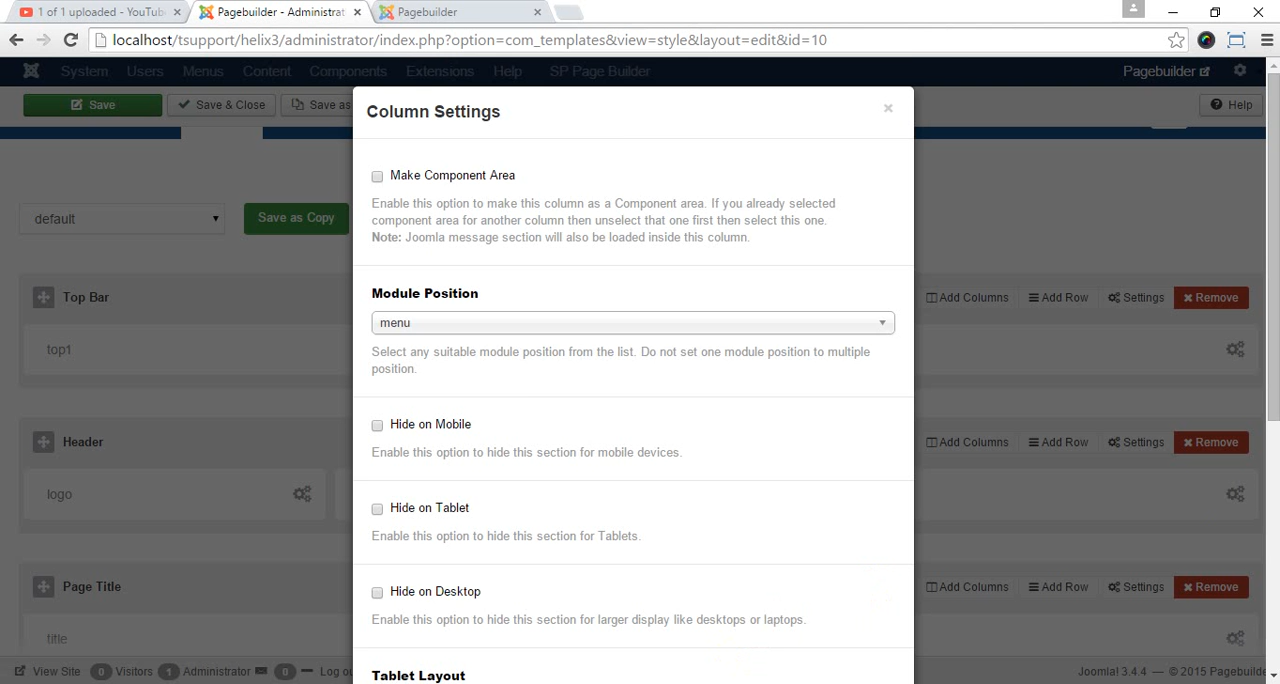 1 of 1 uploaded - YouTube
Pagebuilder - Administrat
Pagebuilder
localhost/tsupport/helix3/administrator/index.php?option=com_templates&view=style&layout=edit&id=10
System Users Menus Content Components Extensions Help SP Page Builder Pagebuilder
Save Save & Close Save as Help
Column Settings ×
Make Component Area
Enable this option to make this column as a Component area. If you already selected
component area for another column then unselect that one first then select this one.
Note: Joomla message section will also be loaded inside this column.
default Save as Copy
Module Position
menu
Select any suitable module position from the list. Do not set one module position to multiple
position.
Top Bar Add Columns Add Row Settings Remove
top1
Hide on Mobile
Enable this option to hide this section for mobile devices.
Header Add Columns Add Row Settings Remove
logo
Hide on Tablet
Enable this option to hide this section for Tablets.
Page Title Add Columns Add Row Settings Remove
title
Hide on Desktop
Enable this option to hide this section for larger display like desktops or laptops.
Tablet Layout
View Site 0 Visitors 1 Administrator 0 Log ou
Joomla! 3.4.4 — © 2015 Pagebuilde